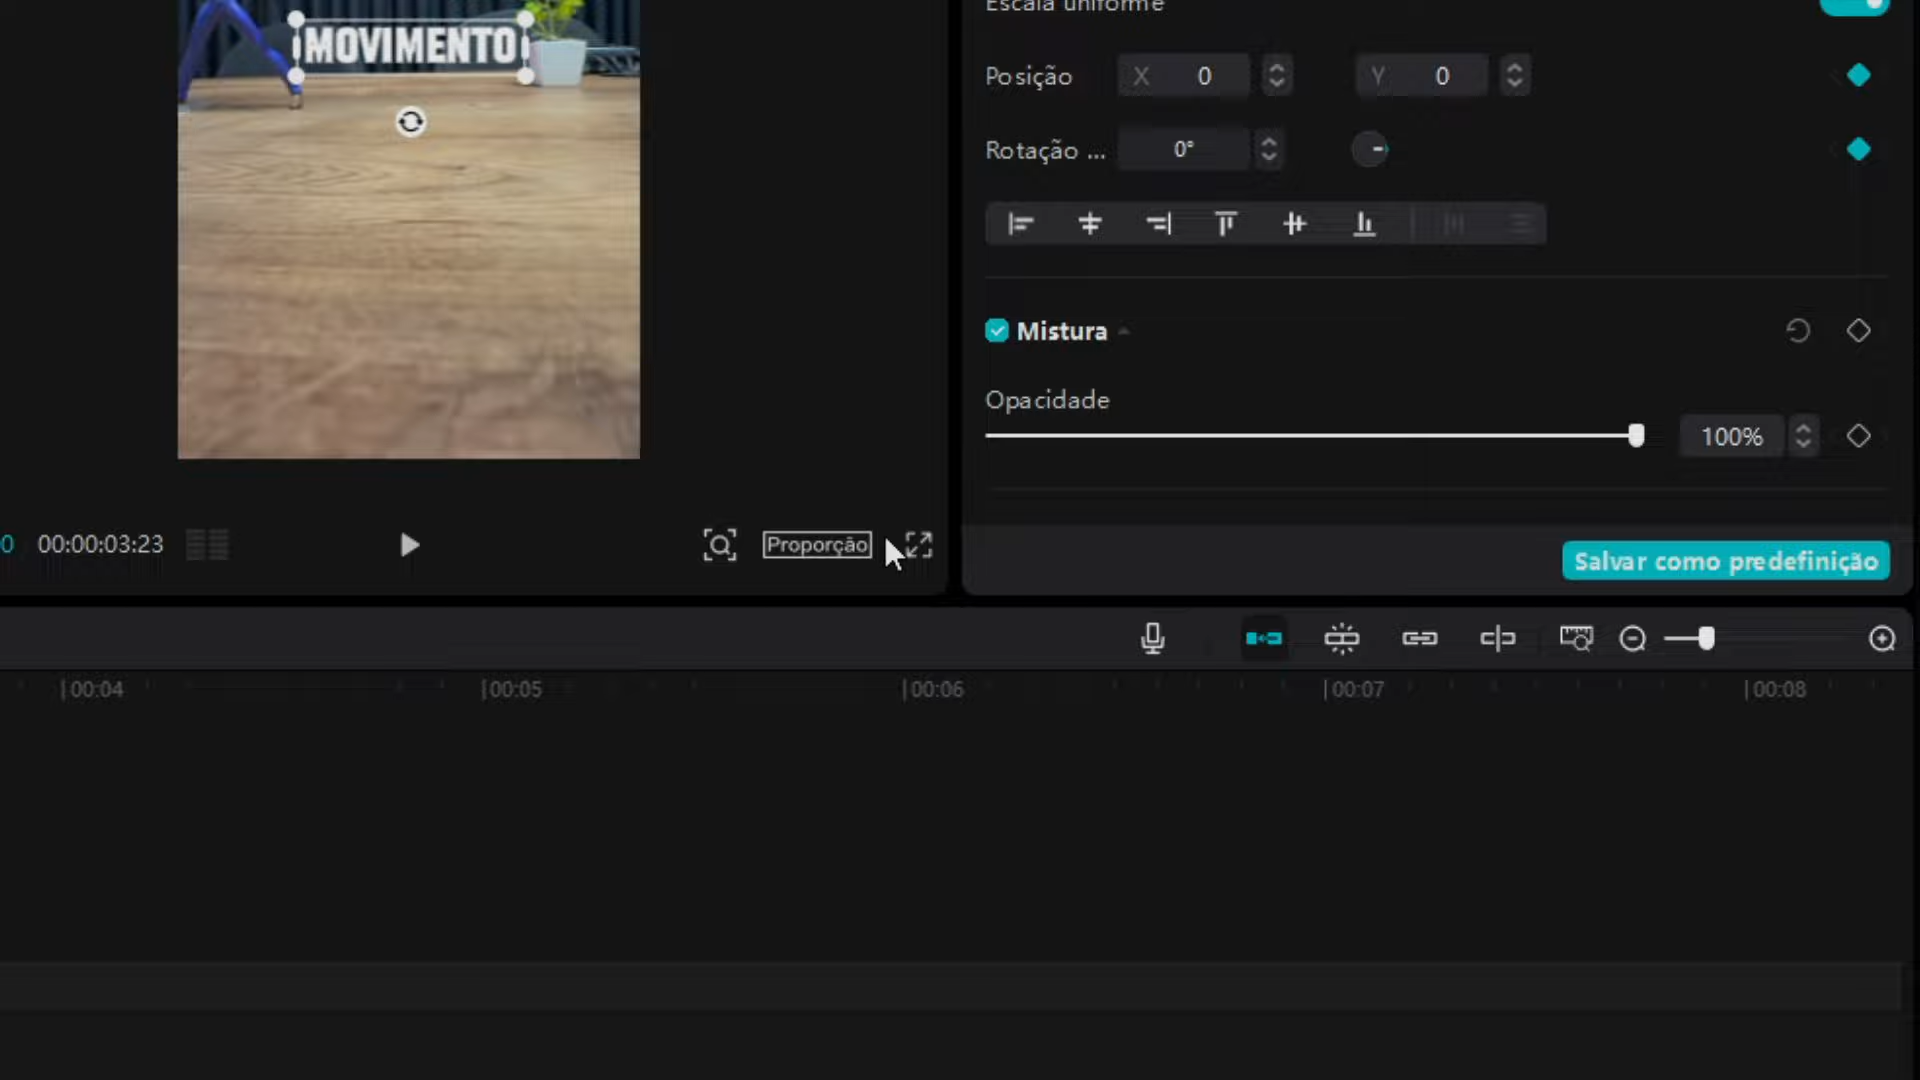 Escala uniforme
MOVIMENTO
Posição X 0 Y 0
Rotação ... 0°
Mistura
Opacidade
100%
0 00:00:03:23 Proporção
Salvar como predefinição
00:04 00:05 00:06 00:07 00:08